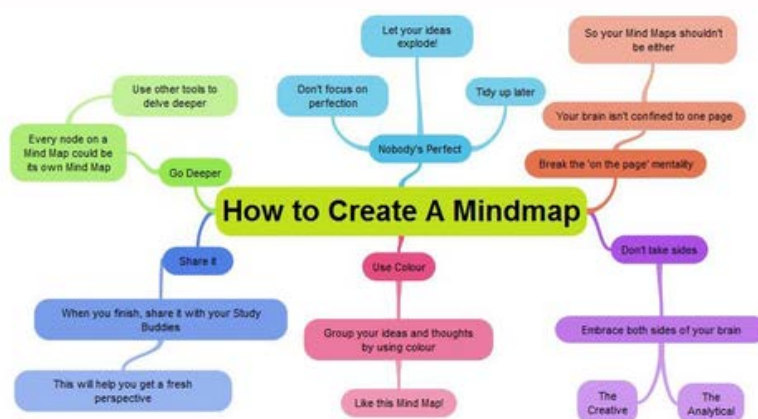 Let your ideas
explode!
Don't focus on
perfection
Tidy up later
Nobody's Perfect
So your Mind Maps shouldn't
be either
Your brain isn't confined to one page
Break the 'on the page' mentality
Use other tools to
delve deeper
Every node on a
Mind Map could be
its own Mind Map
Go Deeper
How to Create A Mindmap
Share it
When you finish, share it with your Study
Buddies
This will help you get a fresh
perspective
Use Colour
Group your ideas and thoughts
by using colour
Like this Mind Map!
Don't take sides
Embrace both sides of your brain
The
Creative
The
Analytical